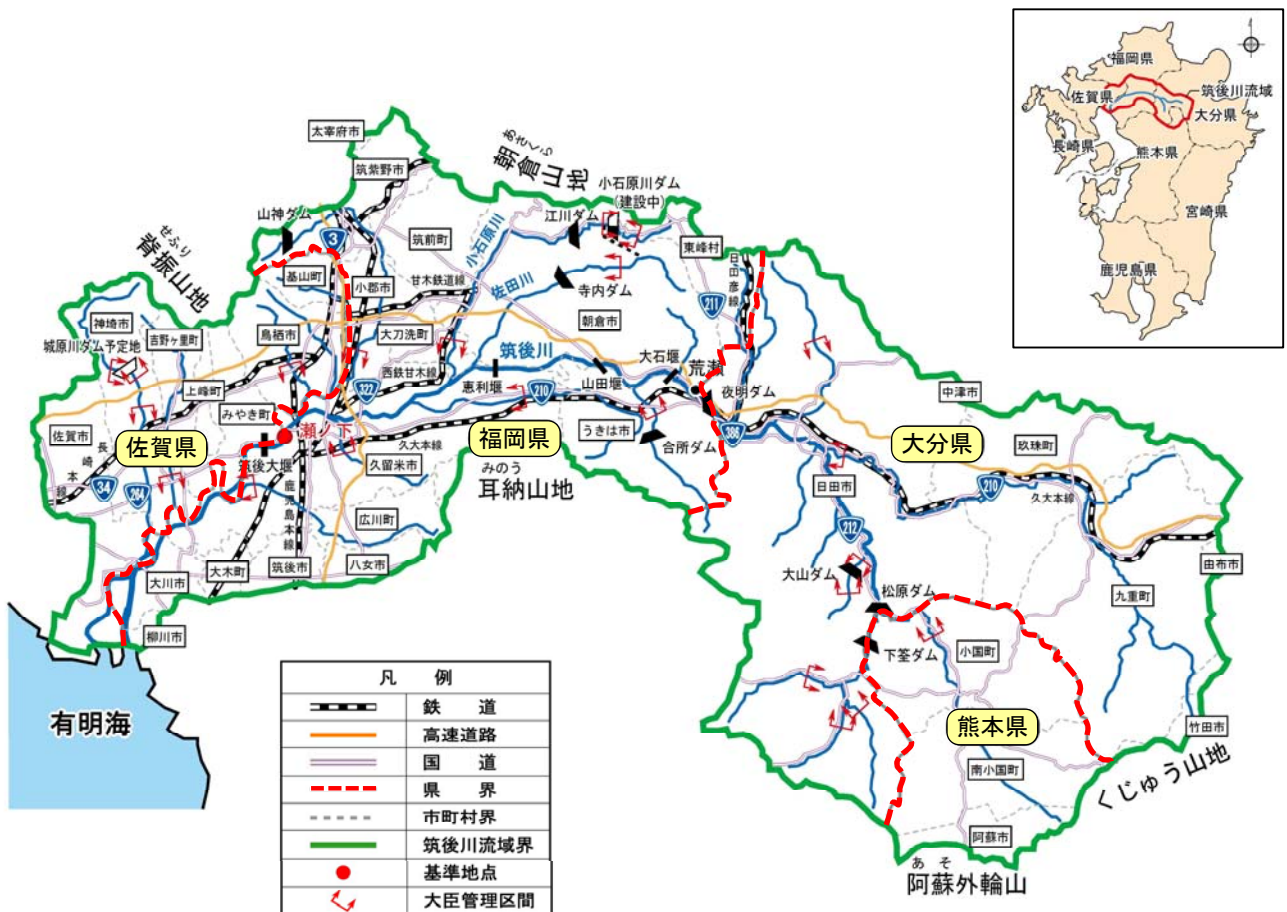 福岡県
佐賀県
筑後川流域
大分県
長崎県
熊本県
宮崎県
鹿児島県
太宰府市
筑紫野市
あさくら
朝倉山地
小石原川ダム
(建設中)
江川ダム
山神ダム
3
筑前町
小石原川
東峰村
せふり
脊振山地
基山町
小郡市
甘木鉄道線
佐田川
寺内ダム
日田彦線
211
神埼市
吉野ヶ里町
城原川ダム予定地
鳥栖市
大刀洗町
朝倉市
筑後川
大石堰
荒瀬
西鉄甘木線
恵利堰
山田堰
夜明ダム
中津市
上峰町
322
210
386
みやき町
佐賀市
佐賀県
瀬ノ下
福岡県
うきは市
合所ダム
大分県
玖珠町
長崎本線
筑後大堰
久大本線
久留米市
みのう
耳納山地
日田市
210
久大本線
34
264
鹿児島本線
広川町
212
大川市
大木町
筑後市
八女市
大山ダム
松原ダム
由布市
九重町
柳川市
下筌ダム
小国町
有明海
熊本県
竹田市
くじゅう山地
南小国町
阿蘇市
あそ
阿蘇外輪山
凡 例
鉄 道
高速道路
国 道
県 界
市町村界
筑後川流域界
基準地点
大臣管理区間